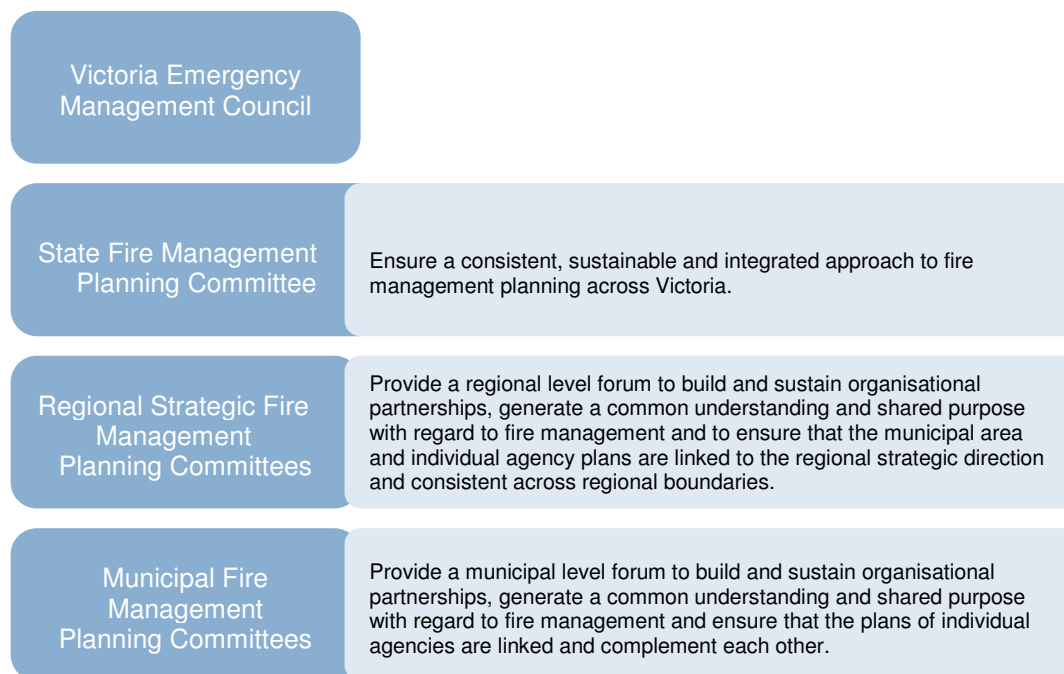 Victoria Emergency
Management Council
State Fire Management
Planning Committee
Ensure a consistent, sustainable and integrated approach to fire
management planning across Victoria.
Regional Strategic Fire
Management
Planning Committees
Provide a regional level forum to build and sustain organisational
partnerships, generate a common understanding and shared purpose
with regard to fire management and to ensure that the municipal area
and individual agency plans are linked to the regional strategic direction
and consistent across regional boundaries.
Municipal Fire
Management
Planning Committees
Provide a municipal level forum to build and sustain organisational
partnerships, generate a common understanding and shared purpose
with regard to fire management and ensure that the plans of individual
agencies are linked and complement each other.